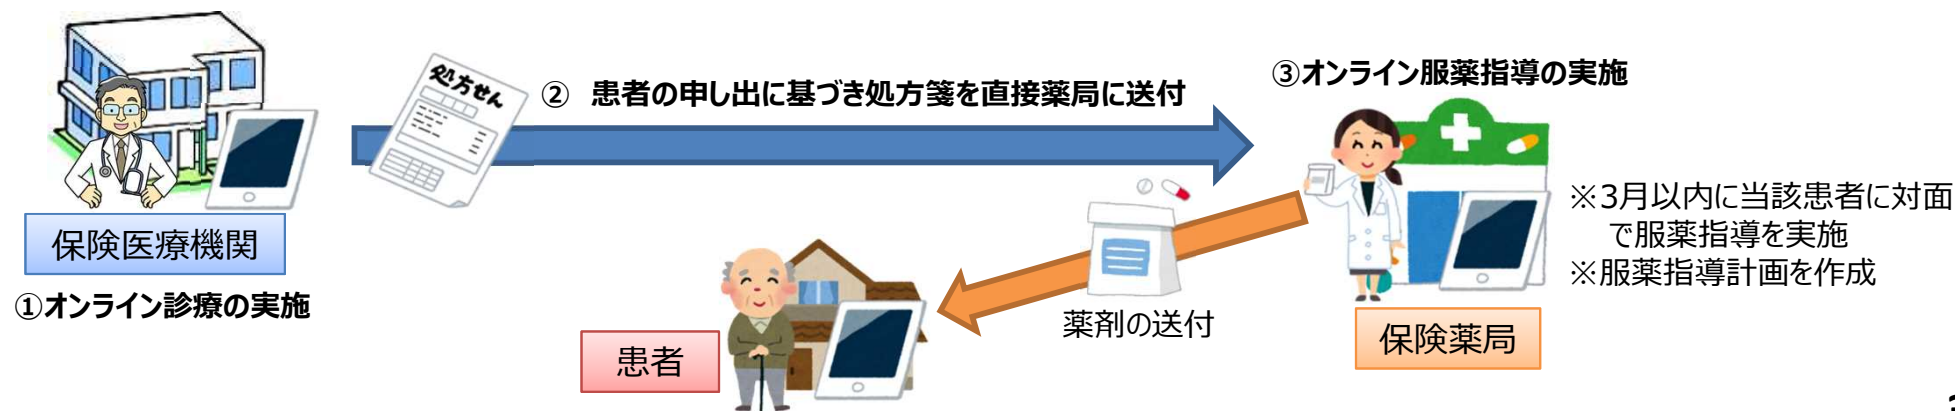 保険医療機関
①オンライン診療の実施
処方せん
② 患者の申し出に基づき処方箋を直接薬局に送付
③オンライン服薬指導の実施
※3月以内に当該患者に対面
で服薬指導を実施
※服薬指導計画を作成
保険薬局
薬剤の送付
患者